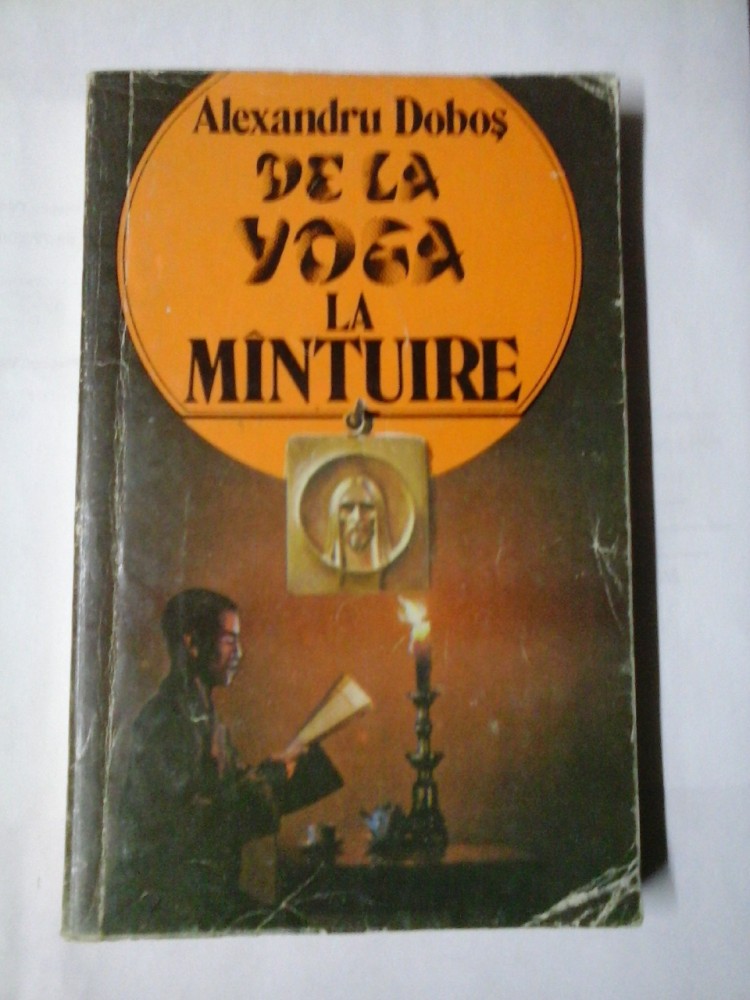 Alexandru Doboș
DE LA
YOGA
LA
MÎNTUIRE